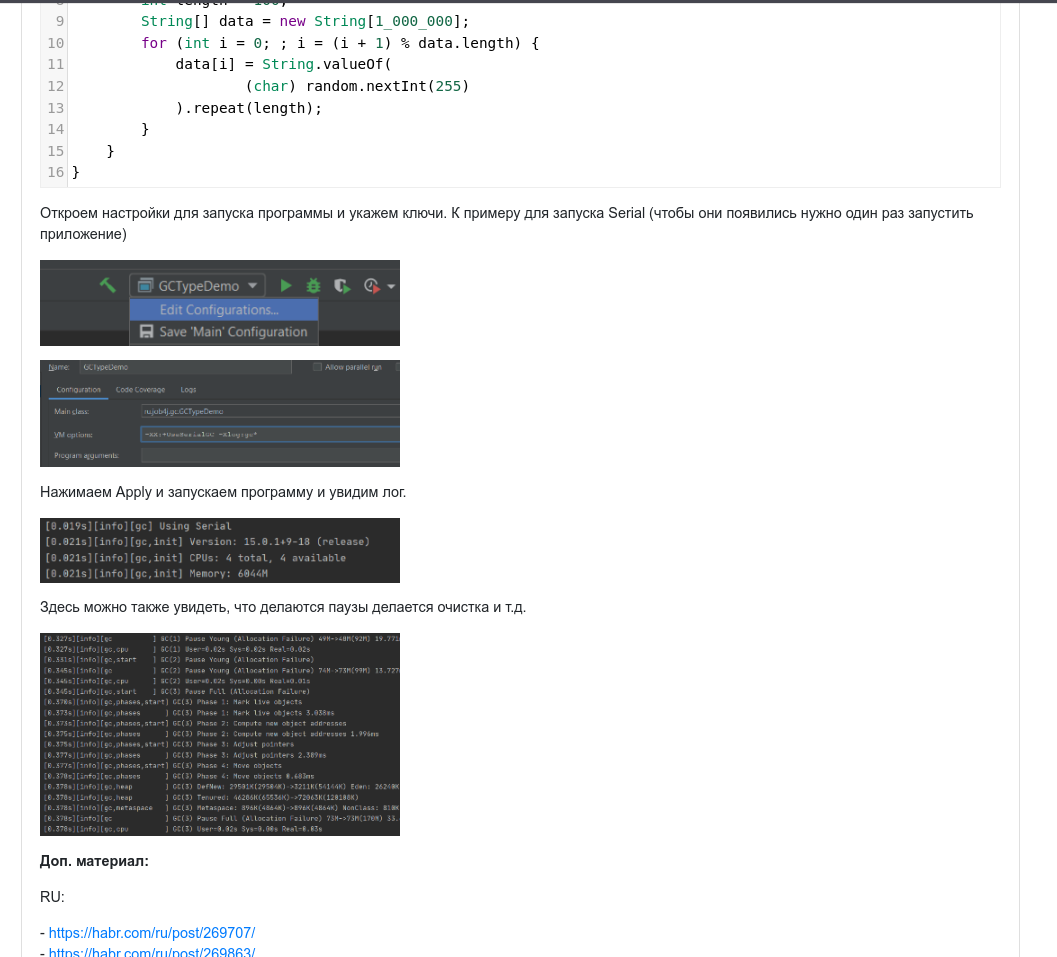 8 int length = 100;
9 String[] data = new String[1_000_000];
10 for (int i = 0; ; i = (i + 1) % data.length) {
11 data[i] = String.valueOf(
12 (char) random.nextInt(255)
13 ).repeat(length);
14 }
15 }
16 }
Откроем настройки для запуска программы и укажем ключи. К примеру для запуска Serial (чтобы они появились нужно один раз запустить
приложение)
GCTypeDemo
Edit Configurations...
Save 'Main' Configuration
Name: GCTypeDemo Allow parallel run
Configuration Code Coverage Logs
Main class: ru.job4j.gc.GCTypeDemo
VM options: -XX:+UseSerialGC -Xlog:gc*
Program arguments:
Нажимаем Apply и запускаем программу и увидим лог.
[0.019s][info][gc] Using Serial
[0.021s][info][gc,init] Version: 15.0.1+9-18 (release)
[0.021s][info][gc,init] CPUs: 4 total, 4 available
[0.021s][info][gc,init] Memory: 6044M
Здесь можно также увидеть, что делаются паузы делается очистка и т.д.
[0.327s][info][gc ] GC(1) Pause Young (Allocation Failure) 49M->48M(92M) 19.771
[0.327s][info][gc,cpu ] GC(1) User=0.02s Sys=0.02s Real=0.02s
[0.331s][info][gc,start ] GC(2) Pause Young (Allocation Failure)
[0.345s][info][gc ] GC(2) Pause Young (Allocation Failure) 74M->73M(99M) 13.727
[0.345s][info][gc,cpu ] GC(2) User=0.02s Sys=0.00s Real=0.01s
[0.345s][info][gc,start ] GC(3) Pause Full (Allocation Failure)
[0.370s][info][gc,phases,start] GC(3) Phase 1: Mark live objects
[0.373s][info][gc,phases ] GC(3) Phase 1: Mark live objects 3.038ms
[0.373s][info][gc,phases,start] GC(3) Phase 2: Compute new object addresses
[0.375s][info][gc,phases ] GC(3) Phase 2: Compute new object addresses 1.996ms
[0.375s][info][gc,phases,start] GC(3) Phase 3: Adjust pointers
[0.377s][info][gc,phases ] GC(3) Phase 3: Adjust pointers 2.389ms
[0.377s][info][gc,phases,start] GC(3) Phase 4: Move objects
[0.378s][info][gc,phases ] GC(3) Phase 4: Move objects 0.603ms
[0.378s][info][gc,heap ] GC(3) DefNew: 29501K(29504K)->3211K(54144K) Eden: 26240K
[0.378s][info][gc,heap ] GC(3) Tenured: 46286K(65536K)->72063K(120108K)
[0.378s][info][gc,metaspace ] GC(3) Metaspace: 896K(4864K)->896K(4864K) NonClass: 810K
[0.378s][info][gc ] GC(3) Pause Full (Allocation Failure) 73M->73M(170M) 33.
[0.378s][info][gc,cpu ] GC(3) User=0.02s Sys=0.00s Real=0.03s
Доп. материал:
RU:
- https://habr.com/ru/post/269707/
- https://habr.com/ru/post/269863/